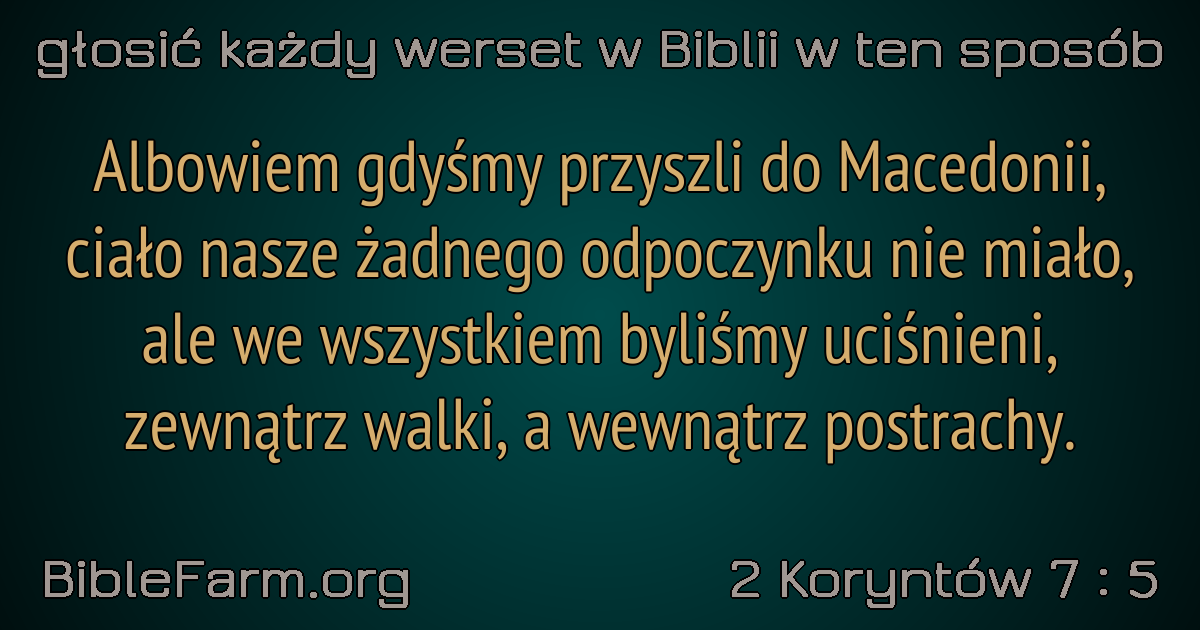 głosić każdy werset w Biblii w ten sposób
Albowiem gdyśmy przyszli do Macedonii,
ciało nasze żadnego odpoczynku nie miało,
ale we wszystkiem byliśmy uciśnieni,
zewnątrz walki, a wewnątrz postrachy.
BibleFarm.org
2 Koryntów 7 : 5